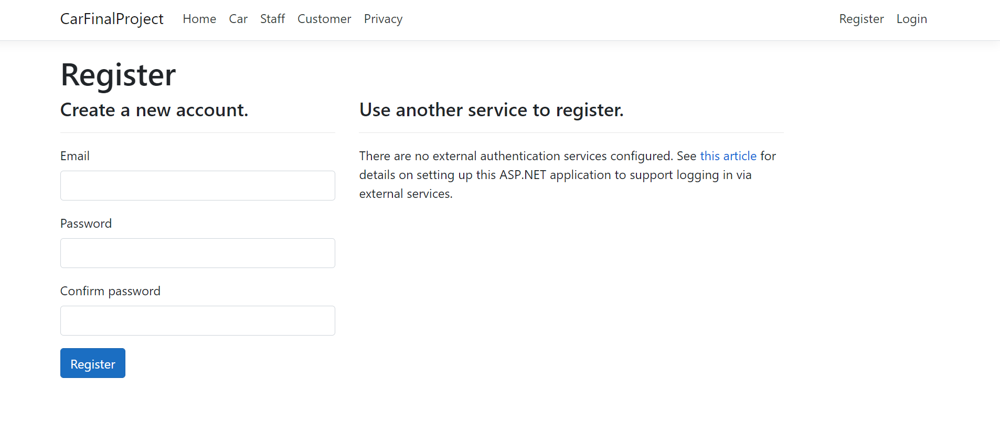 CarFinalProject Home Car Staff Customer Privacy Register Login
Register
Create a new account.
Email
Password
Confirm password
Register
Use another service to register.
There are no external authentication services configured. See this article for
details on setting up this ASP.NET application to support logging in via
external services.